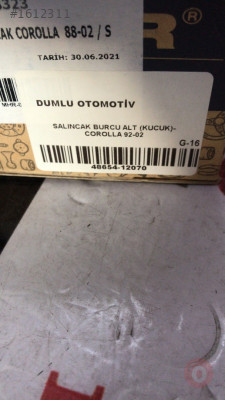 #1612311
323
AK COROLLA 88-02 / S
TARİH: 30.06.2021
DUMLU OTOMOTİV
SALINCAK BURCU ALT (KUCUK)-
COROLLA 92-02
G-16
48654-12070